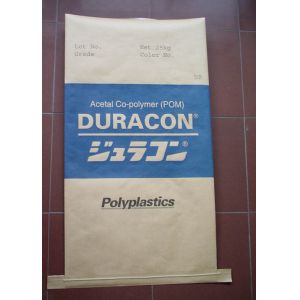 Lot No. Net 25kg
Grade Color No.
Acetal Co-polymer (POM)
DURACON®
ジュラコン®
Polyplastics